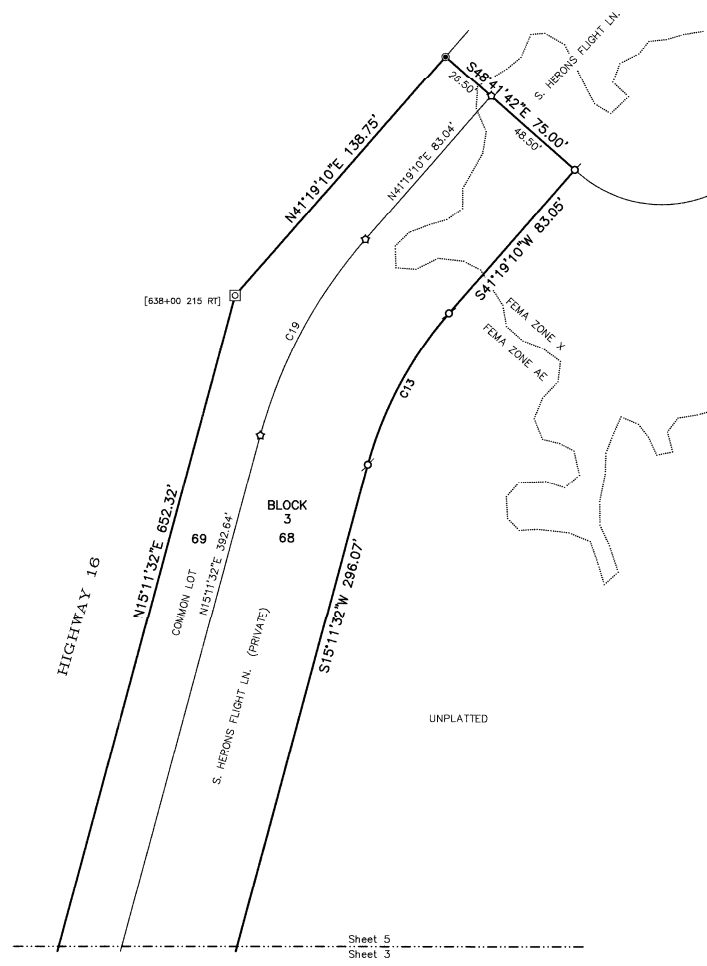 S. HERONS FLIGHT LN.
S48°41'42"E 75.00'
26.50'
48.50'
N41°19'10"E 138.75'
N41°19'10"E 83.04'
S41°19'10"W 83.05'
[638+00 215 RT]
C19
FEMA ZONE X
FEMA ZONE AE
C13
BLOCK
3
69
68
N15°11'32"E 652.32'
N15°11'32"E 392.64'
COMMON LOT
S15°11'32"W 296.07'
HIGHWAY 16
S. HERONS FLIGHT LN. (PRIVATE)
UNPLATTED
Sheet 5
Sheet 3